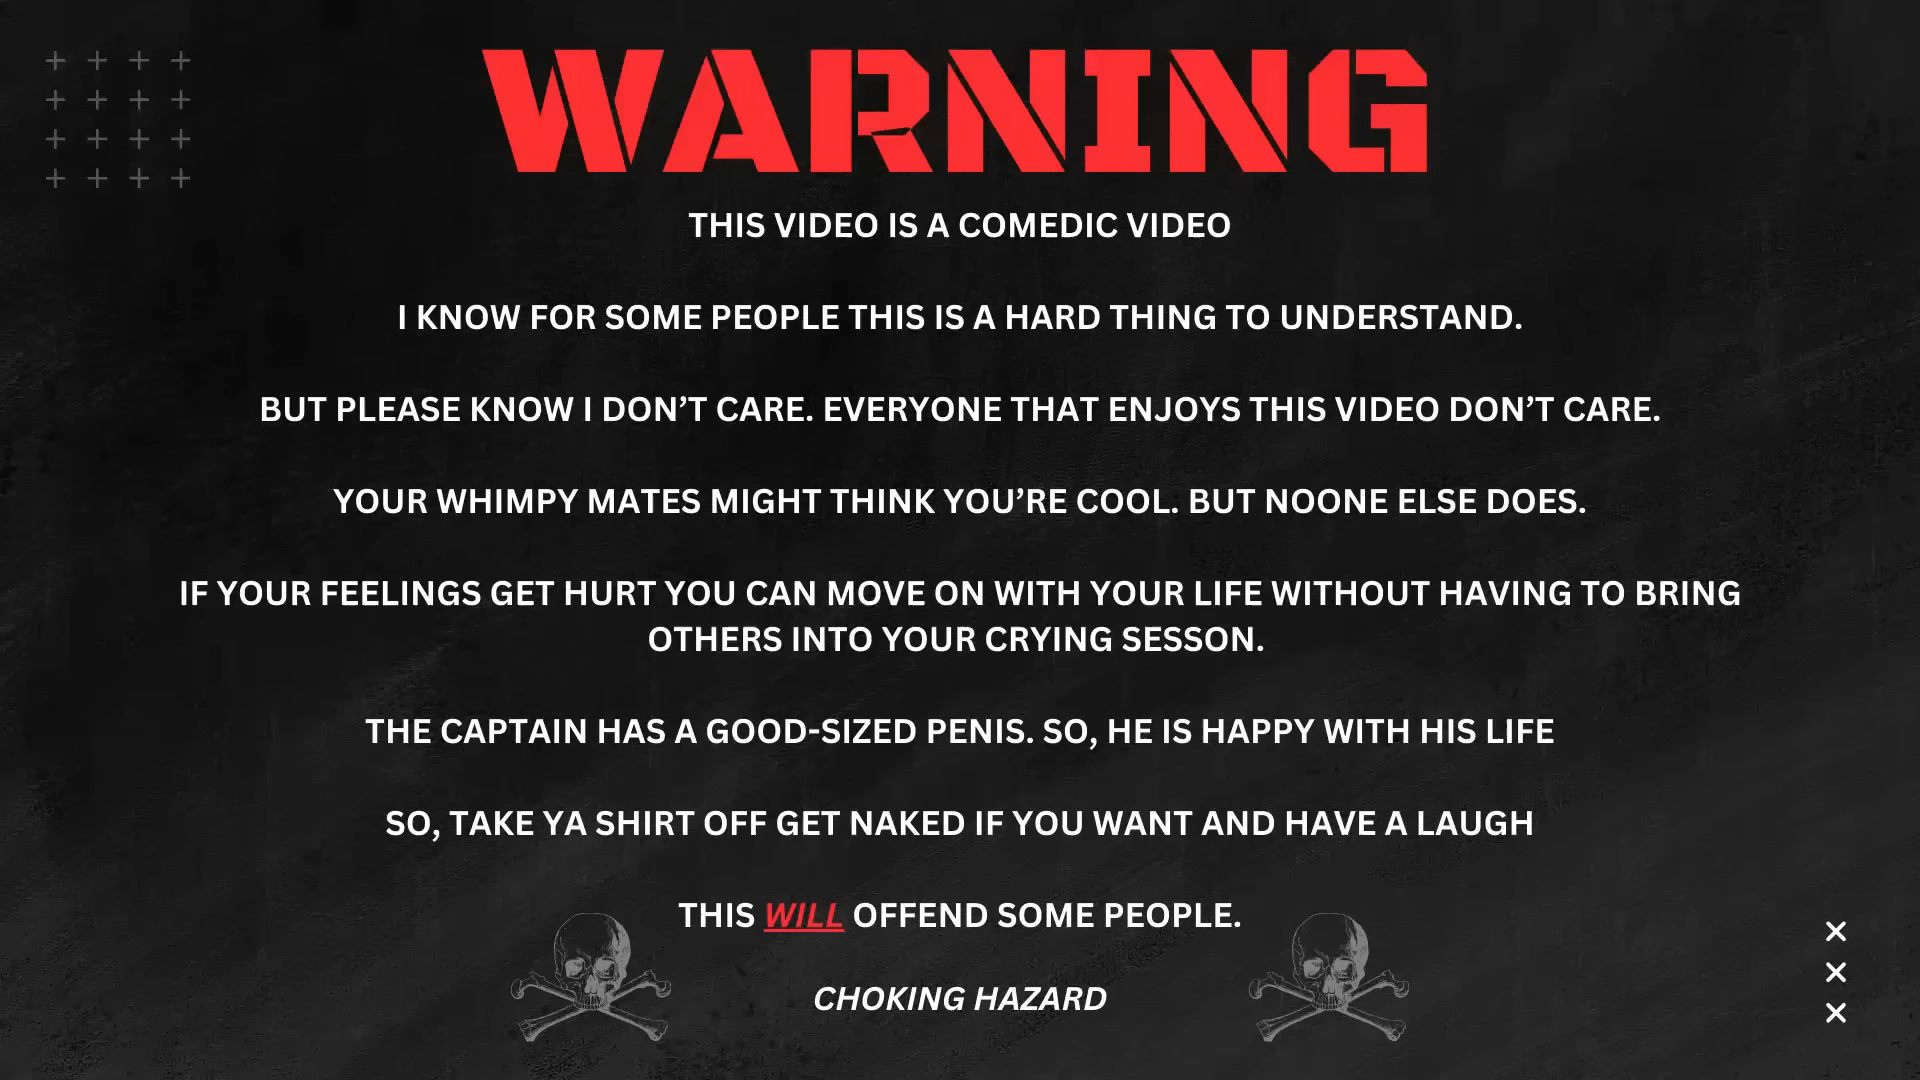 WARNING
THIS VIDEO IS A COMEDIC VIDEO
I KNOW FOR SOME PEOPLE THIS IS A HARD THING TO UNDERSTAND.
BUT PLEASE KNOW I DON’T CARE. EVERYONE THAT ENJOYS THIS VIDEO DON’T CARE.
YOUR WHIMPY MATES MIGHT THINK YOU’RE COOL. BUT NOONE ELSE DOES.
IF YOUR FEELINGS GET HURT YOU CAN MOVE ON WITH YOUR LIFE WITHOUT HAVING TO BRING
OTHERS INTO YOUR CRYING SESSON.
THE CAPTAIN HAS A GOOD-SIZED PENIS. SO, HE IS HAPPY WITH HIS LIFE
SO, TAKE YA SHIRT OFF GET NAKED IF YOU WANT AND HAVE A LAUGH
THIS WILL OFFEND SOME PEOPLE.
CHOKING HAZARD